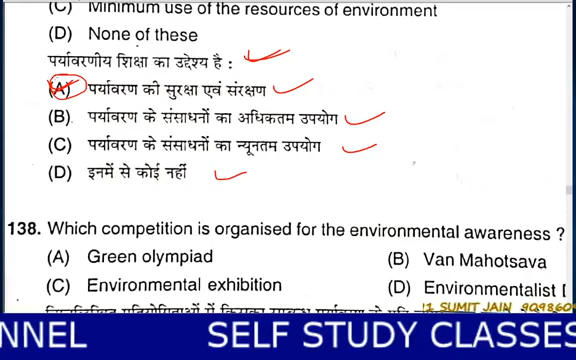 (C) Minimum use of the resources of environment
(D) None of these
पर्यावरणीय शिक्षा का उद्देश्य है :
(A) पर्यावरण की सुरक्षा एवं संरक्षण
(B) पर्यावरण के संसाधनों का अधिकतम उपयोग
(C) पर्यावरण के संसाधनों का न्यूनतम उपयोग
(D) इनमें से कोई नहीं
138. Which competition is organised for the environmental awareness ?
(A) Green olympiad (B) Van Mahotsava
(C) Environmental exhibition (D) Environmentalist
SUMIT JAIN 909860
NNEL SELF STUDY CLASSES